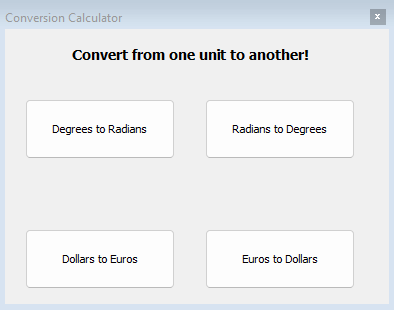 Conversion Calculator
x
Convert from one unit to another!
Degrees to Radians
Radians to Degrees
Dollars to Euros
Euros to Dollars